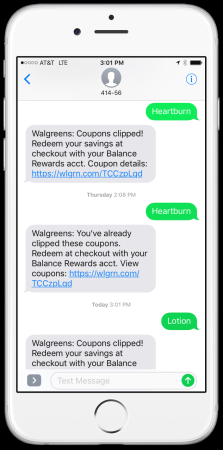 AT&T LTE 3:01 PM
414-56
Heartburn
Walgreens: Coupons clipped!
Redeem your savings at
checkout with your Balance
Rewards acct. Coupon details:
https://wlgrn.com/TCCzpLqd
Thursday 2:08 PM
Heartburn
Walgreens: You've already
clipped these coupons.
Redeem at checkout with your
Balance Rewards acct. View
coupons: https://wlgrn.com/
TCCzpLqd
Today 3:01 PM
Lotion
Walgreens: Coupons clipped!
Redeem your savings at
checkout with your Balance
Text Message